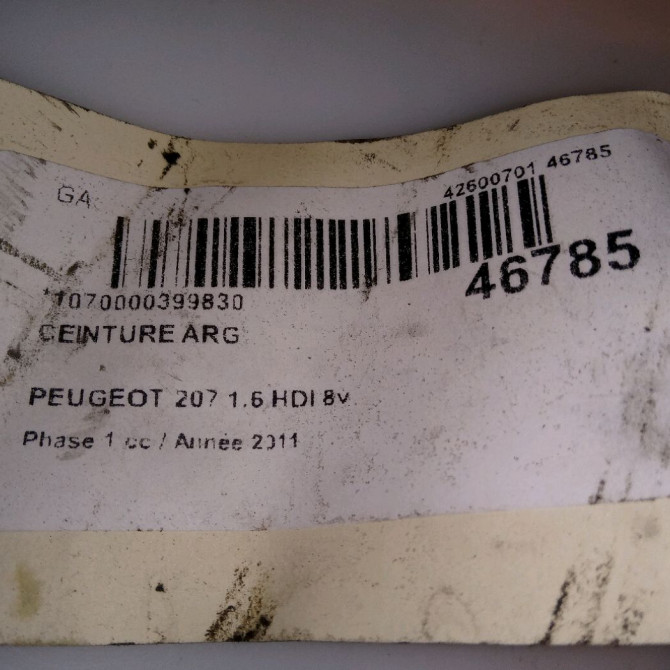 GA
42600701 46785
46785
1070000399830
CEINTURE ARG
PEUGEOT 207 1.6 HDI 8v
Phase 1 cc / Année 2011